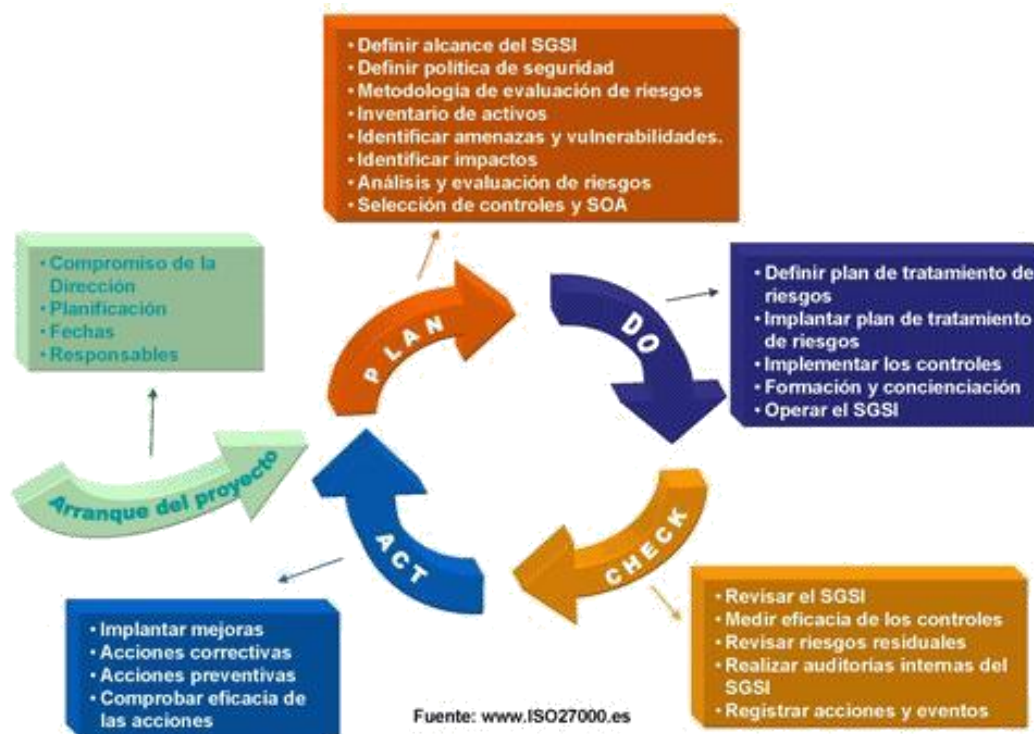 • Definir alcance del SGSI
• Definir política de seguridad
• Metodología de evaluación de riesgos
• Inventario de activos
• Identificar amenazas y vulnerabilidades.
• Identificar impactos
• Análisis y evaluación de riesgos
• Selección de controles y SOA
• Compromiso de la
Dirección
• Planificación
• Fechas
• Responsables
Arranque del proyecto
PLAN
DO
• Definir plan de tratamiento de
riesgos
• Implantar plan de tratamiento
de riesgos
• Implementar los controles
• Formación y concienciación
• Operar el SGSI
CHECK
• Revisar el SGSI
• Medir eficacia de los controles
• Revisar riesgos residuales
• Realizar auditorías internas del
SGSI
• Registrar acciones y eventos
ACT
• Implantar mejoras
• Acciones correctivas
• Acciones preventivas
• Comprobar eficacia de
las acciones
Fuente: www.ISO27000.es